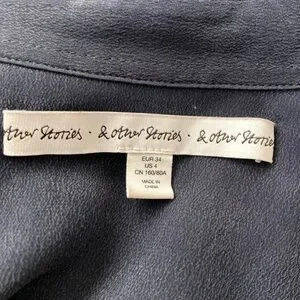 other Stories · & other Stories · & other Stories
EUR 34
US 4
CN 160/80A
MADE IN
CHINA